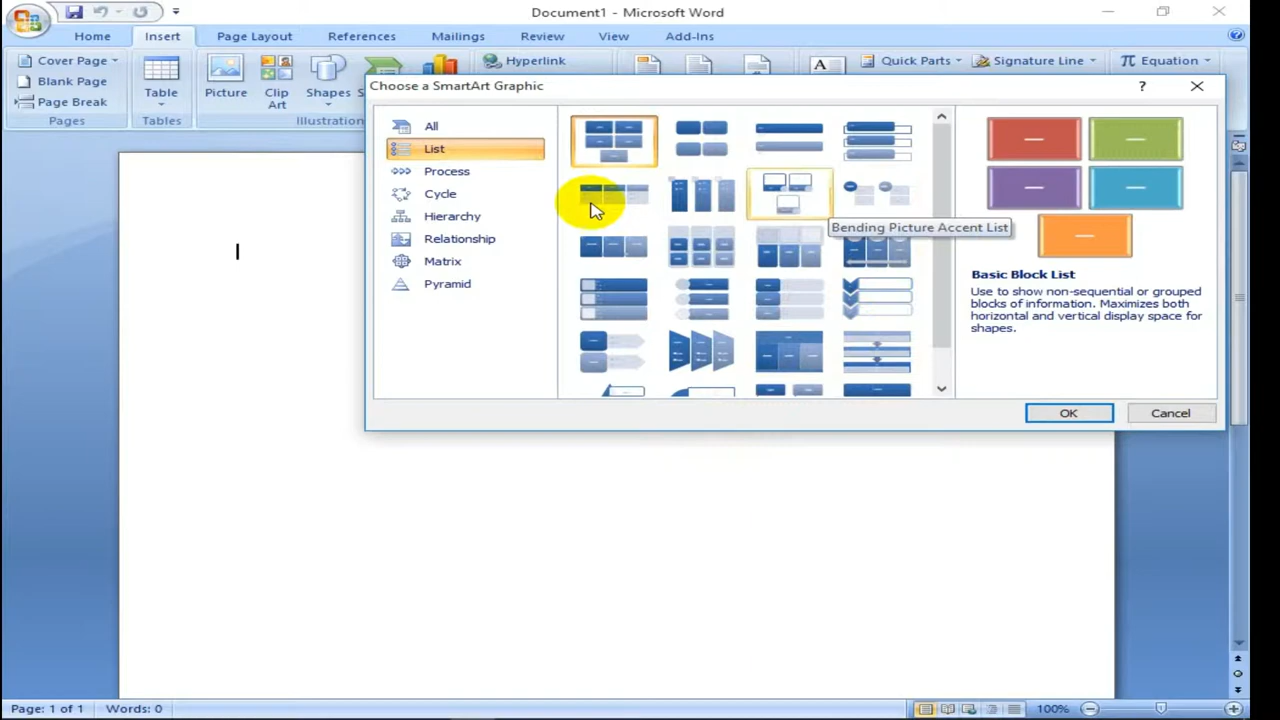 Document1 - Microsoft Word
Home Insert Page Layout References Mailings Review View Add-Ins
Cover Page
Blank Page
Page Break
Pages
Table
Tables
Picture
Clip
Art
Shapes
Illustration
Hyperlink
Quick Parts
Signature Line
Equation
Choose a SmartArt Graphic
All
List
Process
Cycle
Hierarchy
Relationship
Matrix
Pyramid
Bending Picture Accent List
Basic Block List
Use to show non-sequential or grouped
blocks of information. Maximizes both
horizontal and vertical display space for
shapes.
OK Cancel
Page: 1 of 1 Words: 0 100%